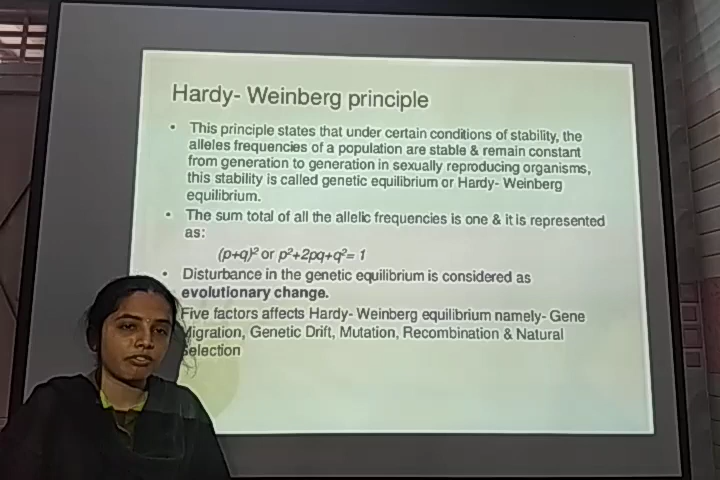 Hardy- Weinberg principle
• This principle states that under certain conditions of stability, the
alleles frequencies of a population are stable & remain constant
from generation to generation in sexually reproducing organisms,
this stability is called genetic equilibrium or Hardy- Weinberg
equilibrium.
• The sum total of all the allelic frequencies is one & it is represented
as:
(p+q)² or p²+2pq+q²= 1
• Disturbance in the genetic equilibrium is considered as
evolutionary change.
Five factors affects Hardy- Weinberg equilibrium namely- Gene
Migration, Genetic Drift, Mutation, Recombination & Natural
Selection